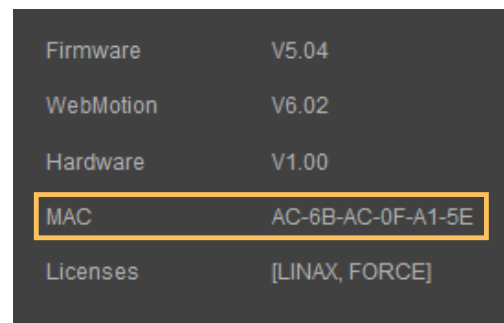 Firmware V5.04
WebMotion V6.02
Hardware V1.00
MAC AC-6B-AC-0F-A1-5E
Licenses [LINAX, FORCE]